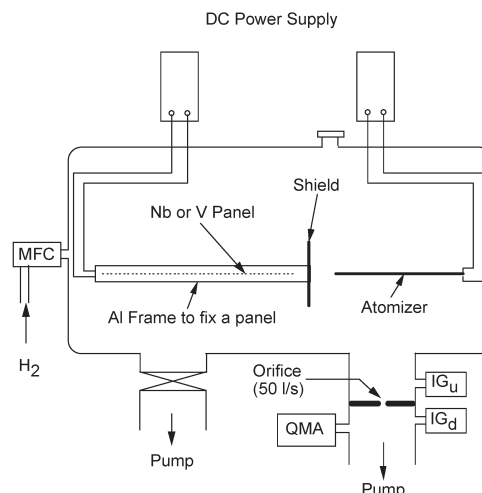 DC Power Supply
Shield
Nb or V Panel
MFC
Atomizer
Al Frame to fix a panel
H2
Orifice
(50 l/s)
IGu
QMA
IGd
Pump
Pump